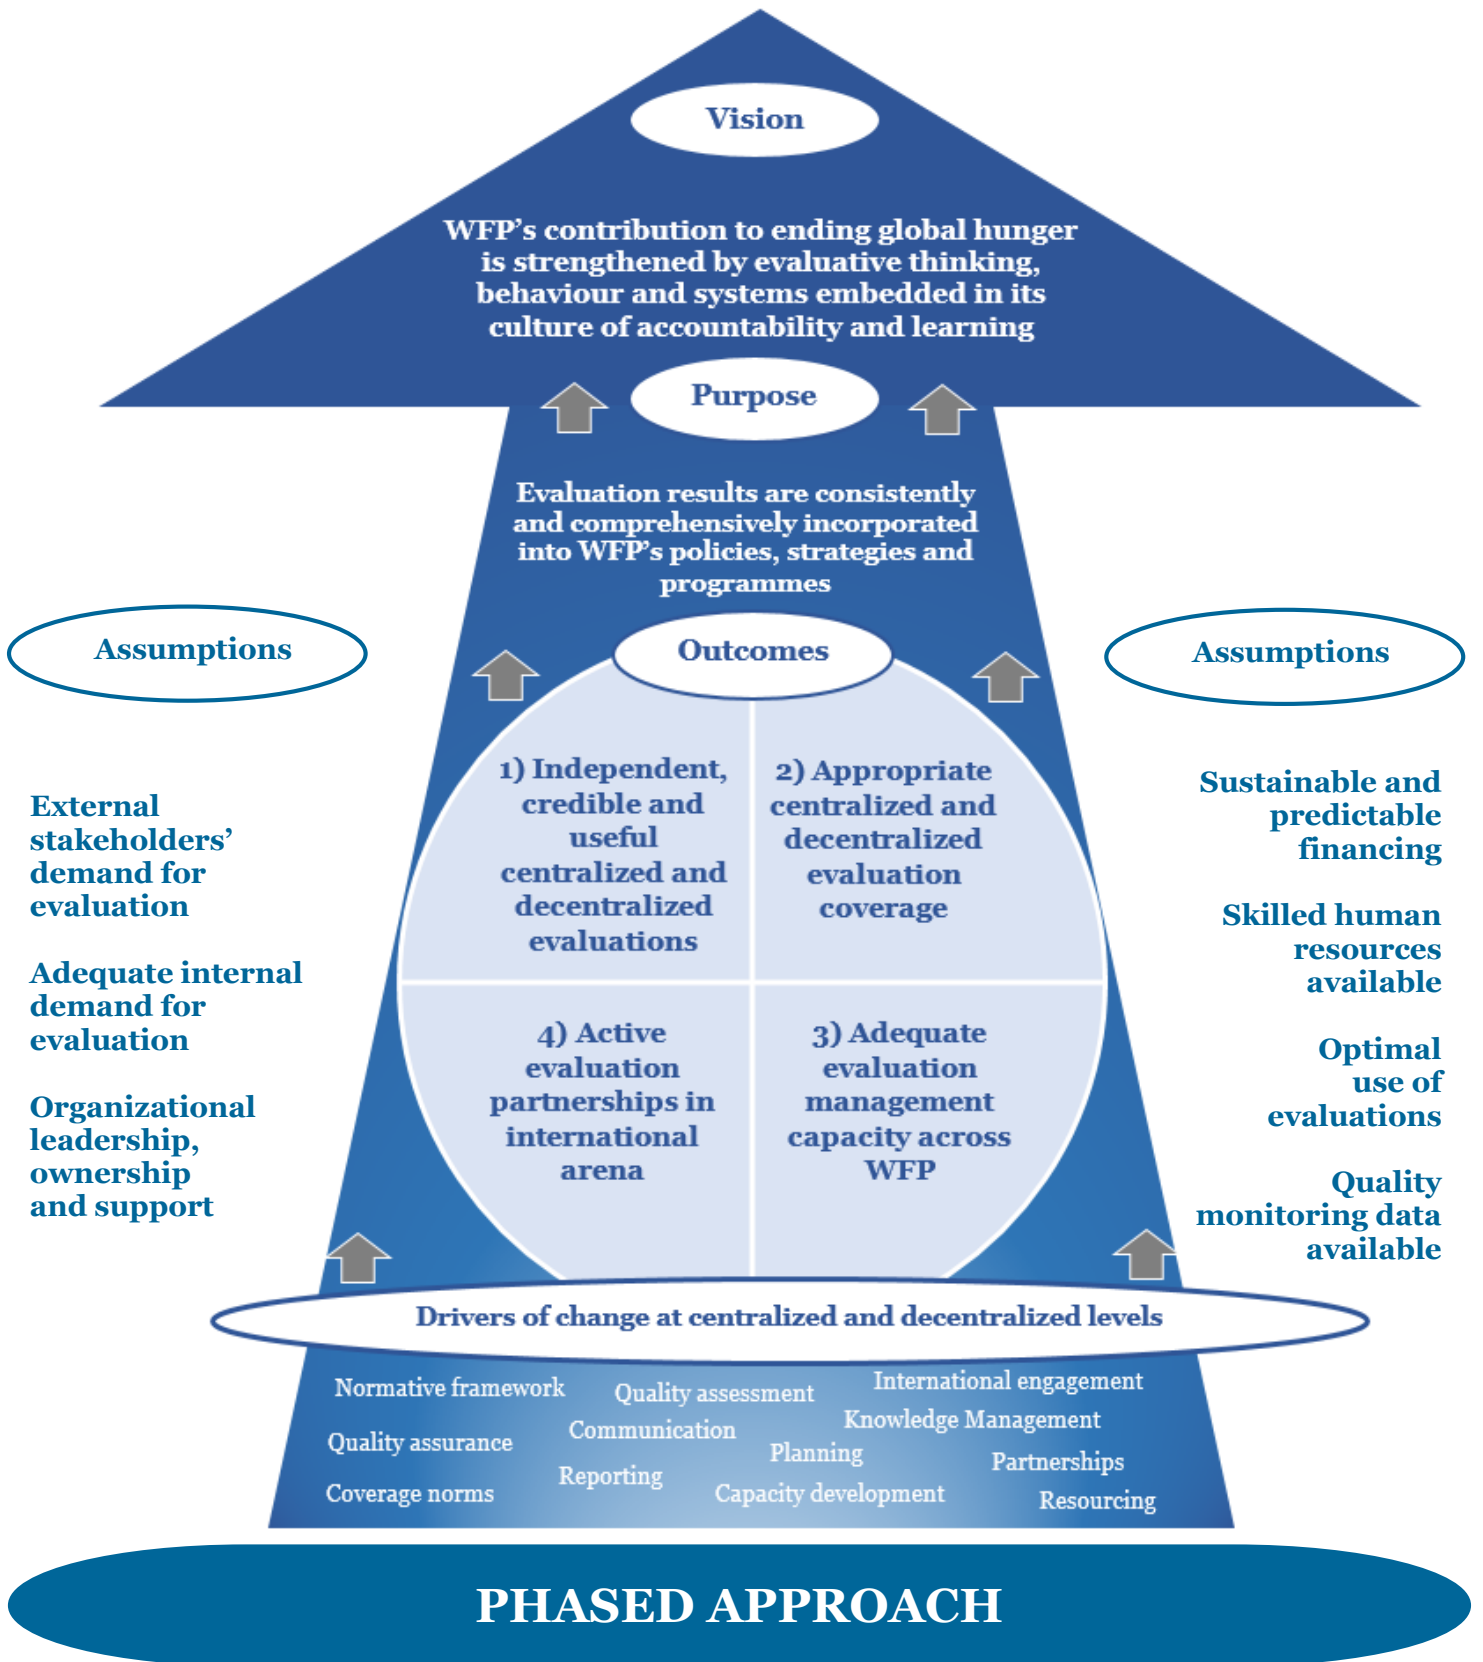 Vision
WFP's contribution to ending global hunger
is strengthened by evaluative thinking,
behaviour and systems embedded in its
culture of accountability and learning
Purpose
Evaluation results are consistently
and comprehensively incorporated
into WFP's policies, strategies and
programmes
Assumptions
External
stakeholders'
demand for
evaluation
Adequate internal
demand for
evaluation
Organizational
leadership,
ownership
and support
Outcomes
1) Independent,
credible and
useful
centralized and
decentralized
evaluations
2) Appropriate
centralized and
decentralized
evaluation
coverage
4) Active
evaluation
partnerships in
international
arena
3) Adequate
evaluation
management
capacity across
WFP
Assumptions
Sustainable and
predictable
financing
Skilled human
resources
available
Optimal
use of
evaluations
Quality
monitoring data
available
Drivers of change at centralized and decentralized levels
Normative framework
Quality assessment
International engagement
Quality assurance
Communication
Knowledge Management
Planning
Partnerships
Reporting
Coverage norms
Capacity development
Resourcing
PHASED APPROACH